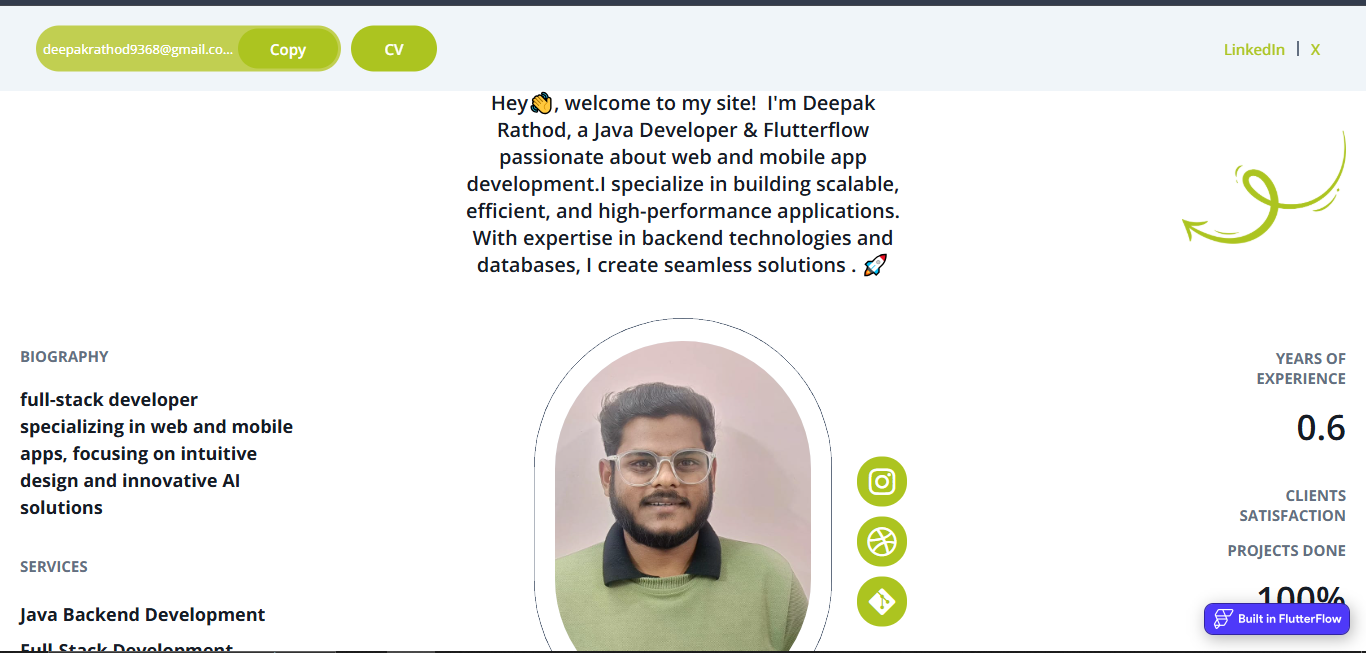 deepakrathod9368@gmail.co...
Copy
CV
LinkedIn | X
Hey👋, welcome to my site!  I'm Deepak
Rathod, a Java Developer & Flutterflow
passionate about web and mobile app
development.I specialize in building scalable,
efficient, and high-performance applications.
With expertise in backend technologies and
databases, I create seamless solutions . 🚀
BIOGRAPHY
full-stack developer
specializing in web and mobile
apps, focusing on intuitive
design and innovative AI
solutions
SERVICES
Java Backend Development
Full Stack Development
YEARS OF
EXPERIENCE
0.6
CLIENTS
SATISFACTION
PROJECTS DONE
100%
Built in FlutterFlow